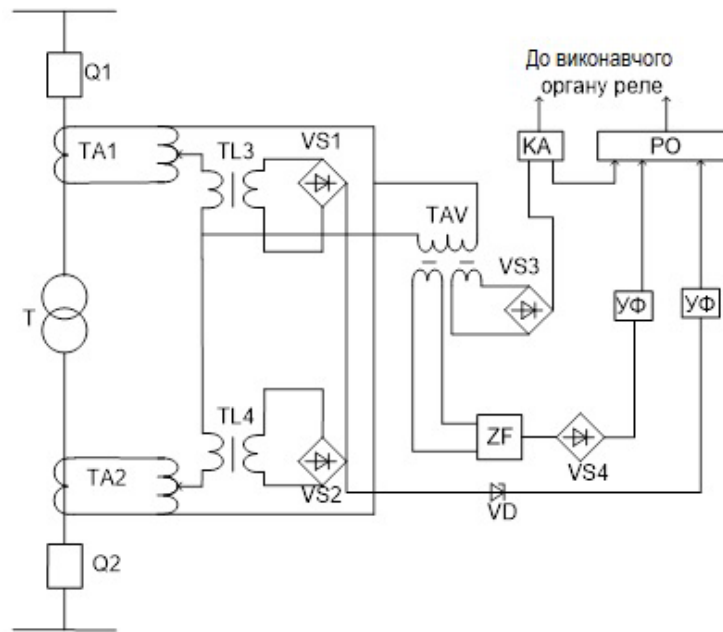 До виконавчого
органу реле
Q1
TA1
TL3
VS1
KA
PO
TAV
VS3
T
УФ
УФ
TL4
ZF
VS4
TA2
VS2
VD
Q2